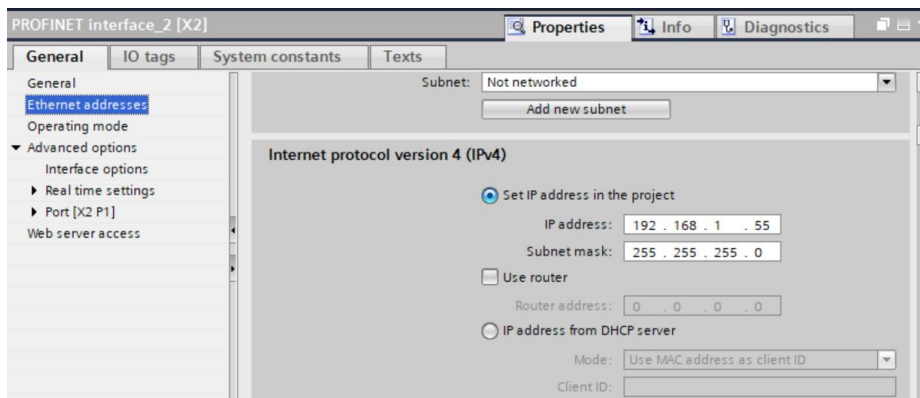 PROFINET interface_2 [X2]
Properties
Info
Diagnostics
General
IO tags
System constants
Texts
General
Ethernet addresses
Operating mode
Advanced options
Interface options
Real time settings
Port [X2 P1]
Web server access
Subnet: Not networked
Add new subnet
Internet protocol version 4 (IPv4)
Set IP address in the project
IP address: 192 . 168 . 1 . 55
Subnet mask: 255 . 255 . 255 . 0
Use router
Router address: 0 . 0 . 0 . 0
IP address from DHCP server
Mode: Use MAC address as client ID
Client ID: